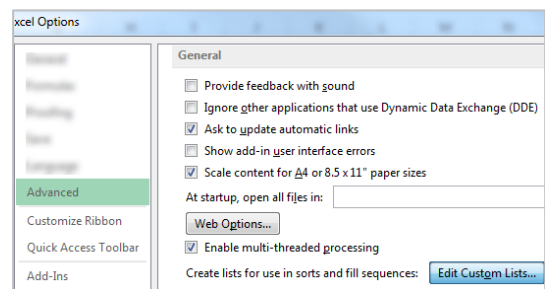 xcel Options
General
Provide feedback with sound
Ignore other applications that use Dynamic Data Exchange (DDE)
Ask to update automatic links
Show add-in user interface errors
Scale content for A4 or 8.5 x 11" paper sizes
Advanced
At startup, open all files in:
Customize Ribbon
Web Options...
Quick Access Toolbar
Enable multi-threaded processing
Add-Ins
Create lists for use in sorts and fill sequences:
Edit Custom Lists...